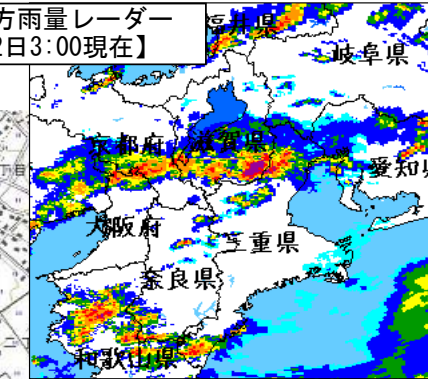 方雨量レーダー
2日3:00現在】
福井県
岐阜県
京都府
滋賀県
愛知県
大阪府
三重県
奈良県
和歌山県